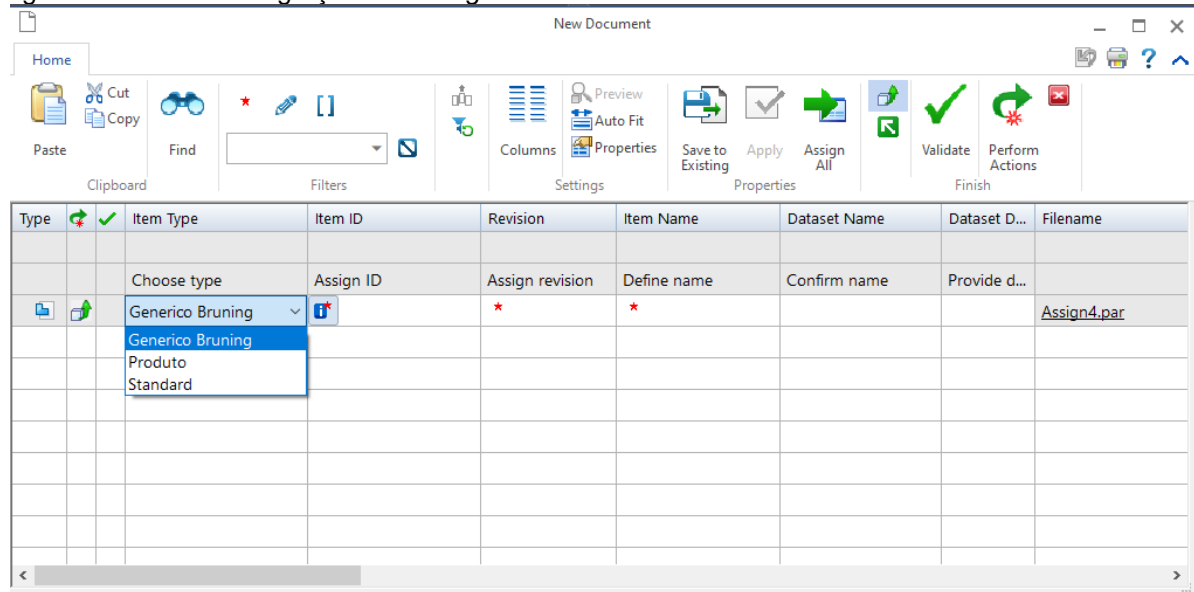 New Document
Home
Paste
Cut
Copy
Clipboard
Find
*
[]
Filters
Columns
Preview
Auto Fit
Properties
Settings
Save to Existing
Apply
Assign All
Properties
Validate
Perform Actions
Finish
?
Type Item Type Item ID Revision Item Name Dataset Name Dataset D... Filename
Choose type Assign ID Assign revision Define name Confirm name Provide d...
Generico Bruning * * Assign4.par
Generico Bruning
Produto
Standard